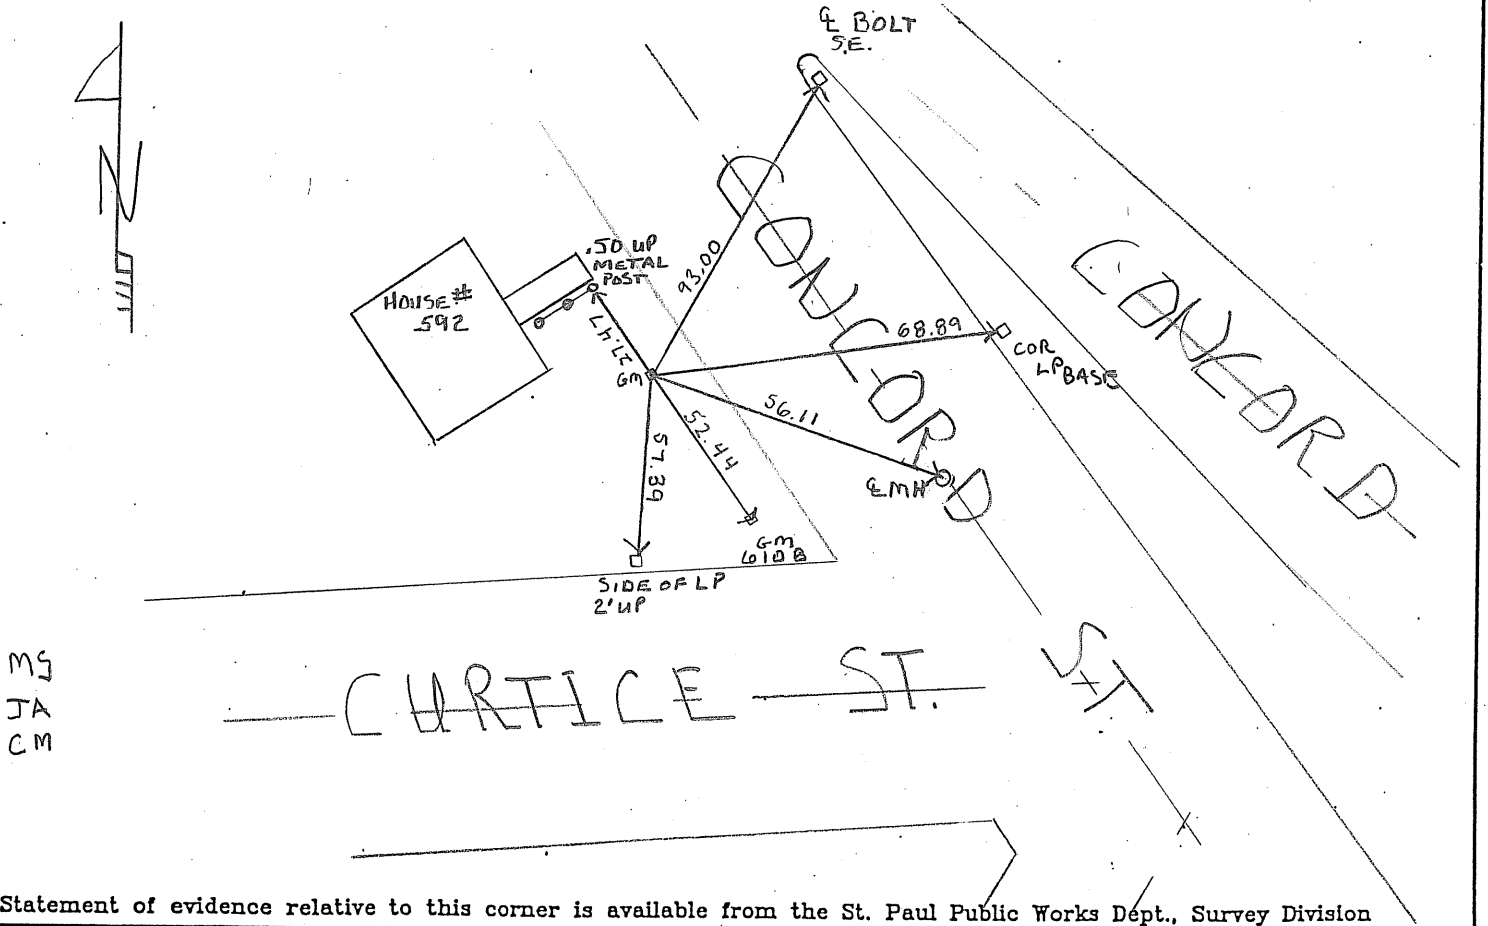 ℄ BOLT
S.E.
N
.50 UP
METAL
POST
HOUSE #
592
93.00
27.47
68.89
COR
LP BASE
GM
56.11
52.44
57.39
℄ MH
GM
610B
SIDE OF LP
2' UP
CONCORD ST.
CONCORD
CURTICE ST.
MJ
JA
CM
Statement of evidence relative to this corner is available from the St. Paul Public Works Dept., Survey Division